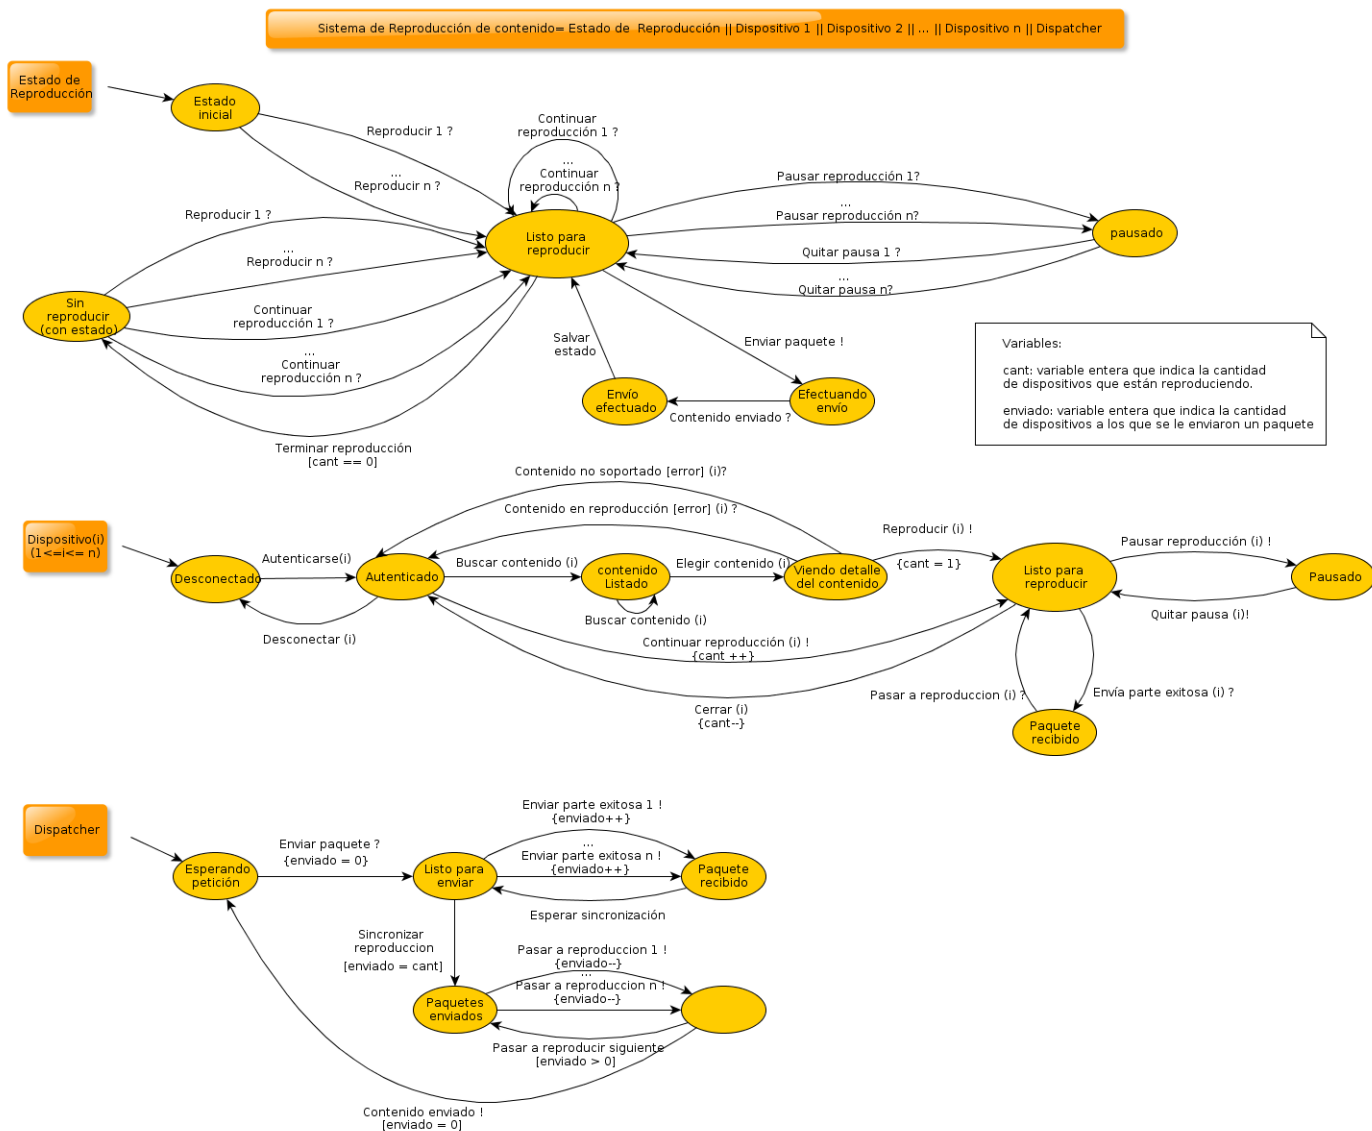 Sistema de Reproducción de contenido= Estado de  Reproducción || Dispositivo 1 || Dispositivo 2 || ... || Dispositivo n || Dispatcher
Estado de
Reproducción
Estado
inicial
Reproducir 1 ?
...
Reproducir n ?
Continuar
reproducción 1 ?
...
Continuar
reproducción n ?
Pausar reproducción 1?
...
Pausar reproducción n?
Quitar pausa 1 ?
...
Quitar pausa n?
pausado
Listo para
reproducir
Reproducir 1 ?
...
Reproducir n ?
Sin
reproducir
(con estado)
Continuar
reproducción 1 ?
...
Continuar
reproducción n ?
Terminar reproducción
[cant == 0]
Salvar
estado
Enviar paquete !
Envío
efectuado
Efectuando
envío
Contenido enviado ?
Variables:
cant: variable entera que indica la cantidad
de dispositivos que están reproduciendo.
enviado: variable entera que indica la cantidad
de dispositivos a los que se le enviaron un paquete
Dispositivo(i)
(1<=i<= n)
Desconectado
Autenticarse(i)
Desconectar (i)
Autenticado
Contenido no soportado [error] (i)?
Contenido en reproducción [error] (i) ?
Buscar contenido (i)
contenido
Listado
Buscar contenido (i)
Elegir contenido (i)
Viendo detalle
del contenido
Reproducir (i) !
{cant = 1}
Continuar reproducción (i) !
{cant ++}
Cerrar (i)
{cant--}
Listo para
reproducir
Pausar reproducción (i) !
Quitar pausa (i)!
Pausado
Pasar a reproduccion (i) ?
Envía parte exitosa (i) ?
Paquete
recibido
Dispatcher
Esperando
petición
Enviar paquete ?
{enviado = 0}
Listo para
enviar
Enviar parte exitosa 1 !
{enviado++}
...
Enviar parte exitosa n !
{enviado++}
Paquete
recibido
Esperar sincronización
Sincronizar
reproduccion
[enviado = cant]
Paquetes
enviados
Pasar a reproduccion 1 !
{enviado--}
...
Pasar a reproduccion n !
{enviado--}
Pasar a reproducir siguiente
[enviado > 0]
Contenido enviado !
[enviado = 0]